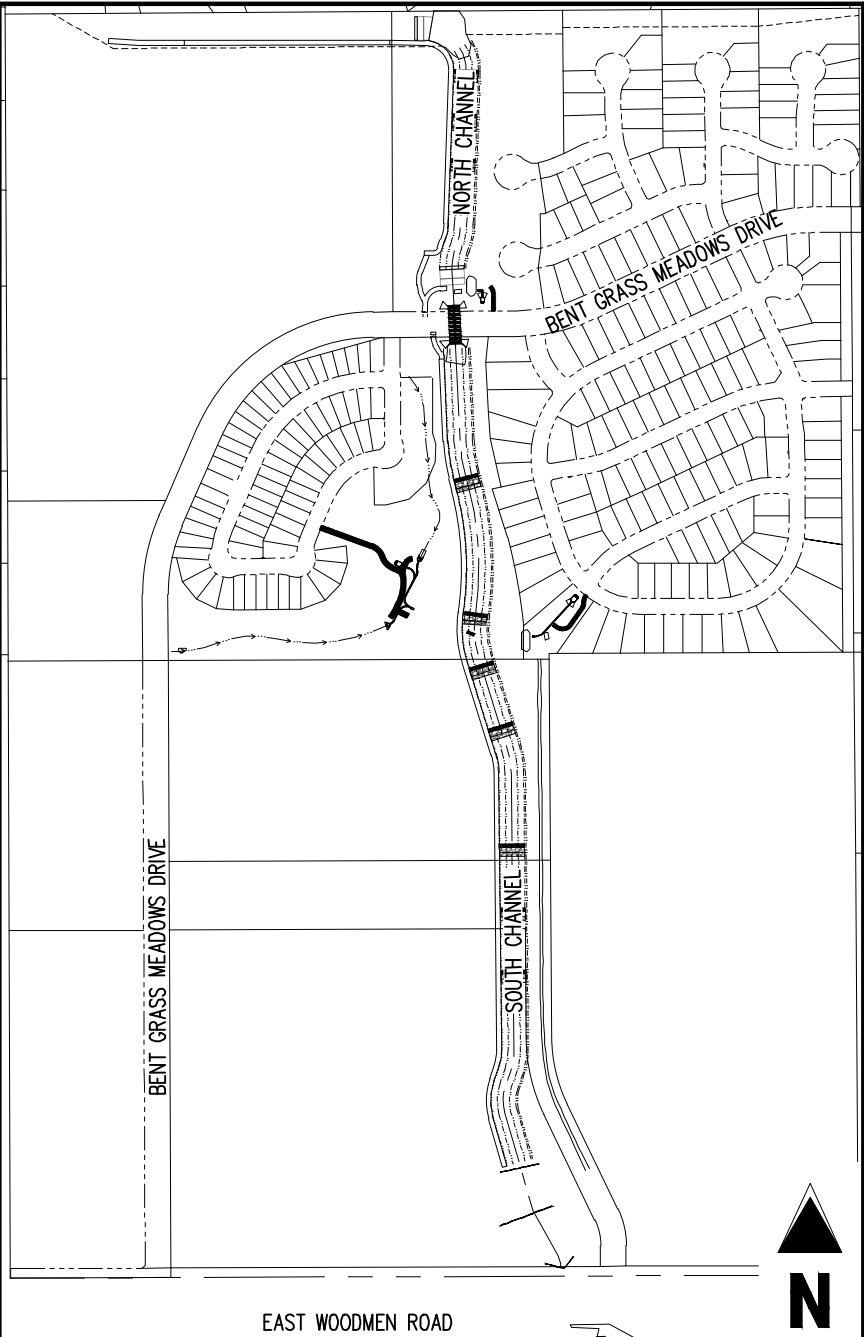 NORTH CHANNEL
BENT GRASS MEADOWS DRIVE
BENT GRASS MEADOWS DRIVE
SOUTH CHANNEL
N
EAST WOODMEN ROAD